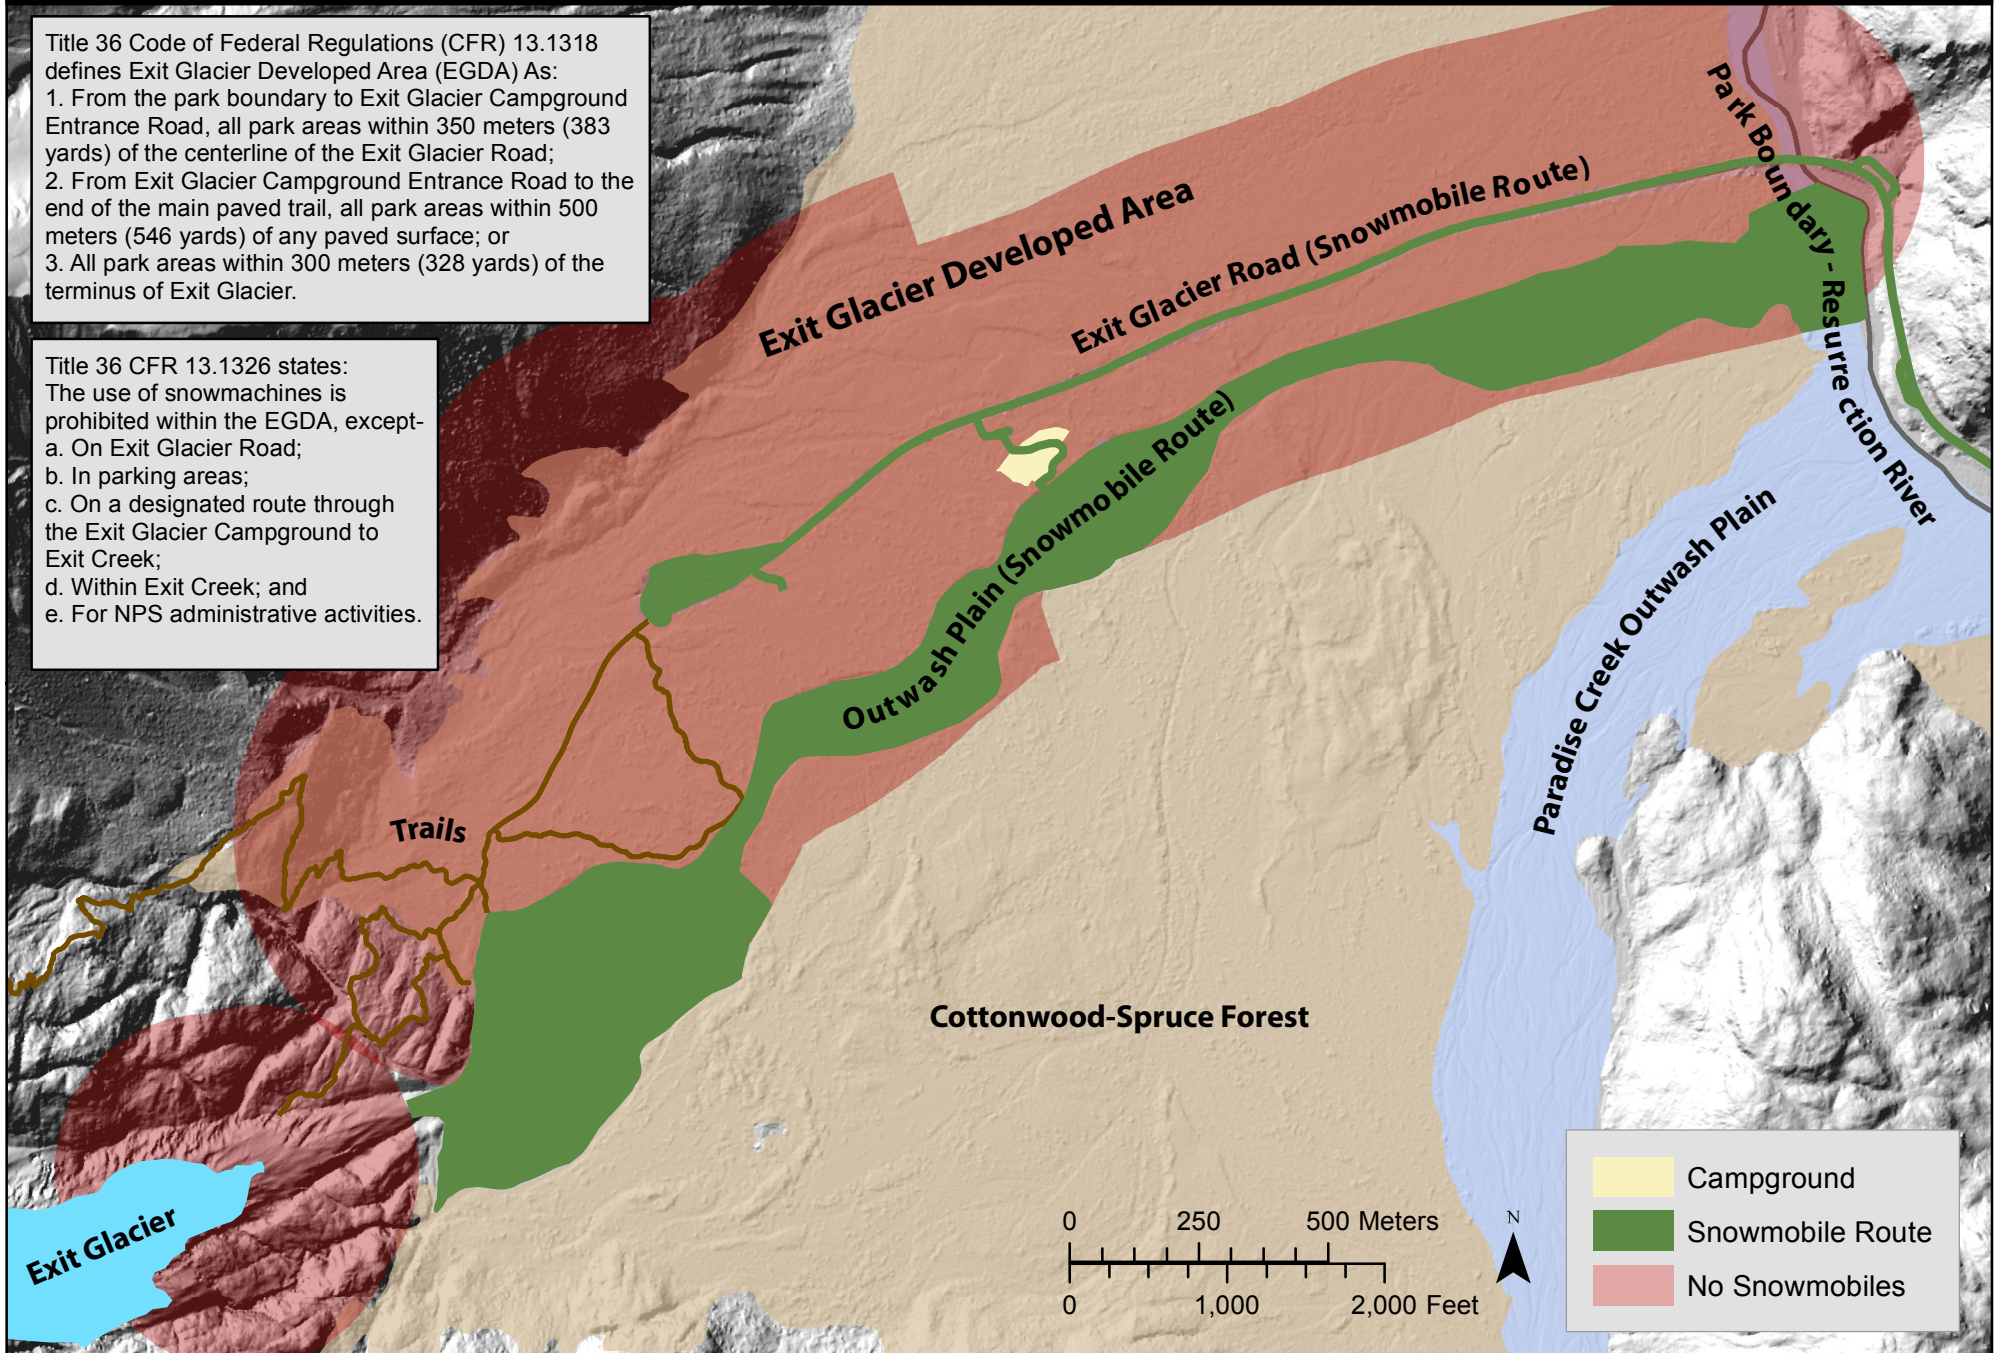 Title 36 Code of Federal Regulations (CFR) 13.1318
defines Exit Glacier Developed Area (EGDA) As:
1. From the park boundary to Exit Glacier Campground
Entrance Road, all park areas within 350 meters (383
yards) of the centerline of the Exit Glacier Road;
2. From Exit Glacier Campground Entrance Road to the
end of the main paved trail, all park areas within 500
meters (546 yards) of any paved surface; or
3. All park areas within 300 meters (328 yards) of the
terminus of Exit Glacier.
Title 36 CFR 13.1326 states:
The use of snowmachines is
prohibited within the EGDA, except-
a. On Exit Glacier Road;
b. In parking areas;
c. On a designated route through
the Exit Glacier Campground to
Exit Creek;
d. Within Exit Creek; and
e. For NPS administrative activities.
Exit Glacier Developed Area
Exit Glacier Road (Snowmobile Route)
Park Boundary - Resurrection River
Outwash Plain (Snowmobile Route)
Paradise Creek Outwash Plain
Trails
Cottonwood-Spruce Forest
Exit Glacier
0 250 500 Meters
0 1,000 2,000 Feet
N
Campground
Snowmobile Route
No Snowmobiles